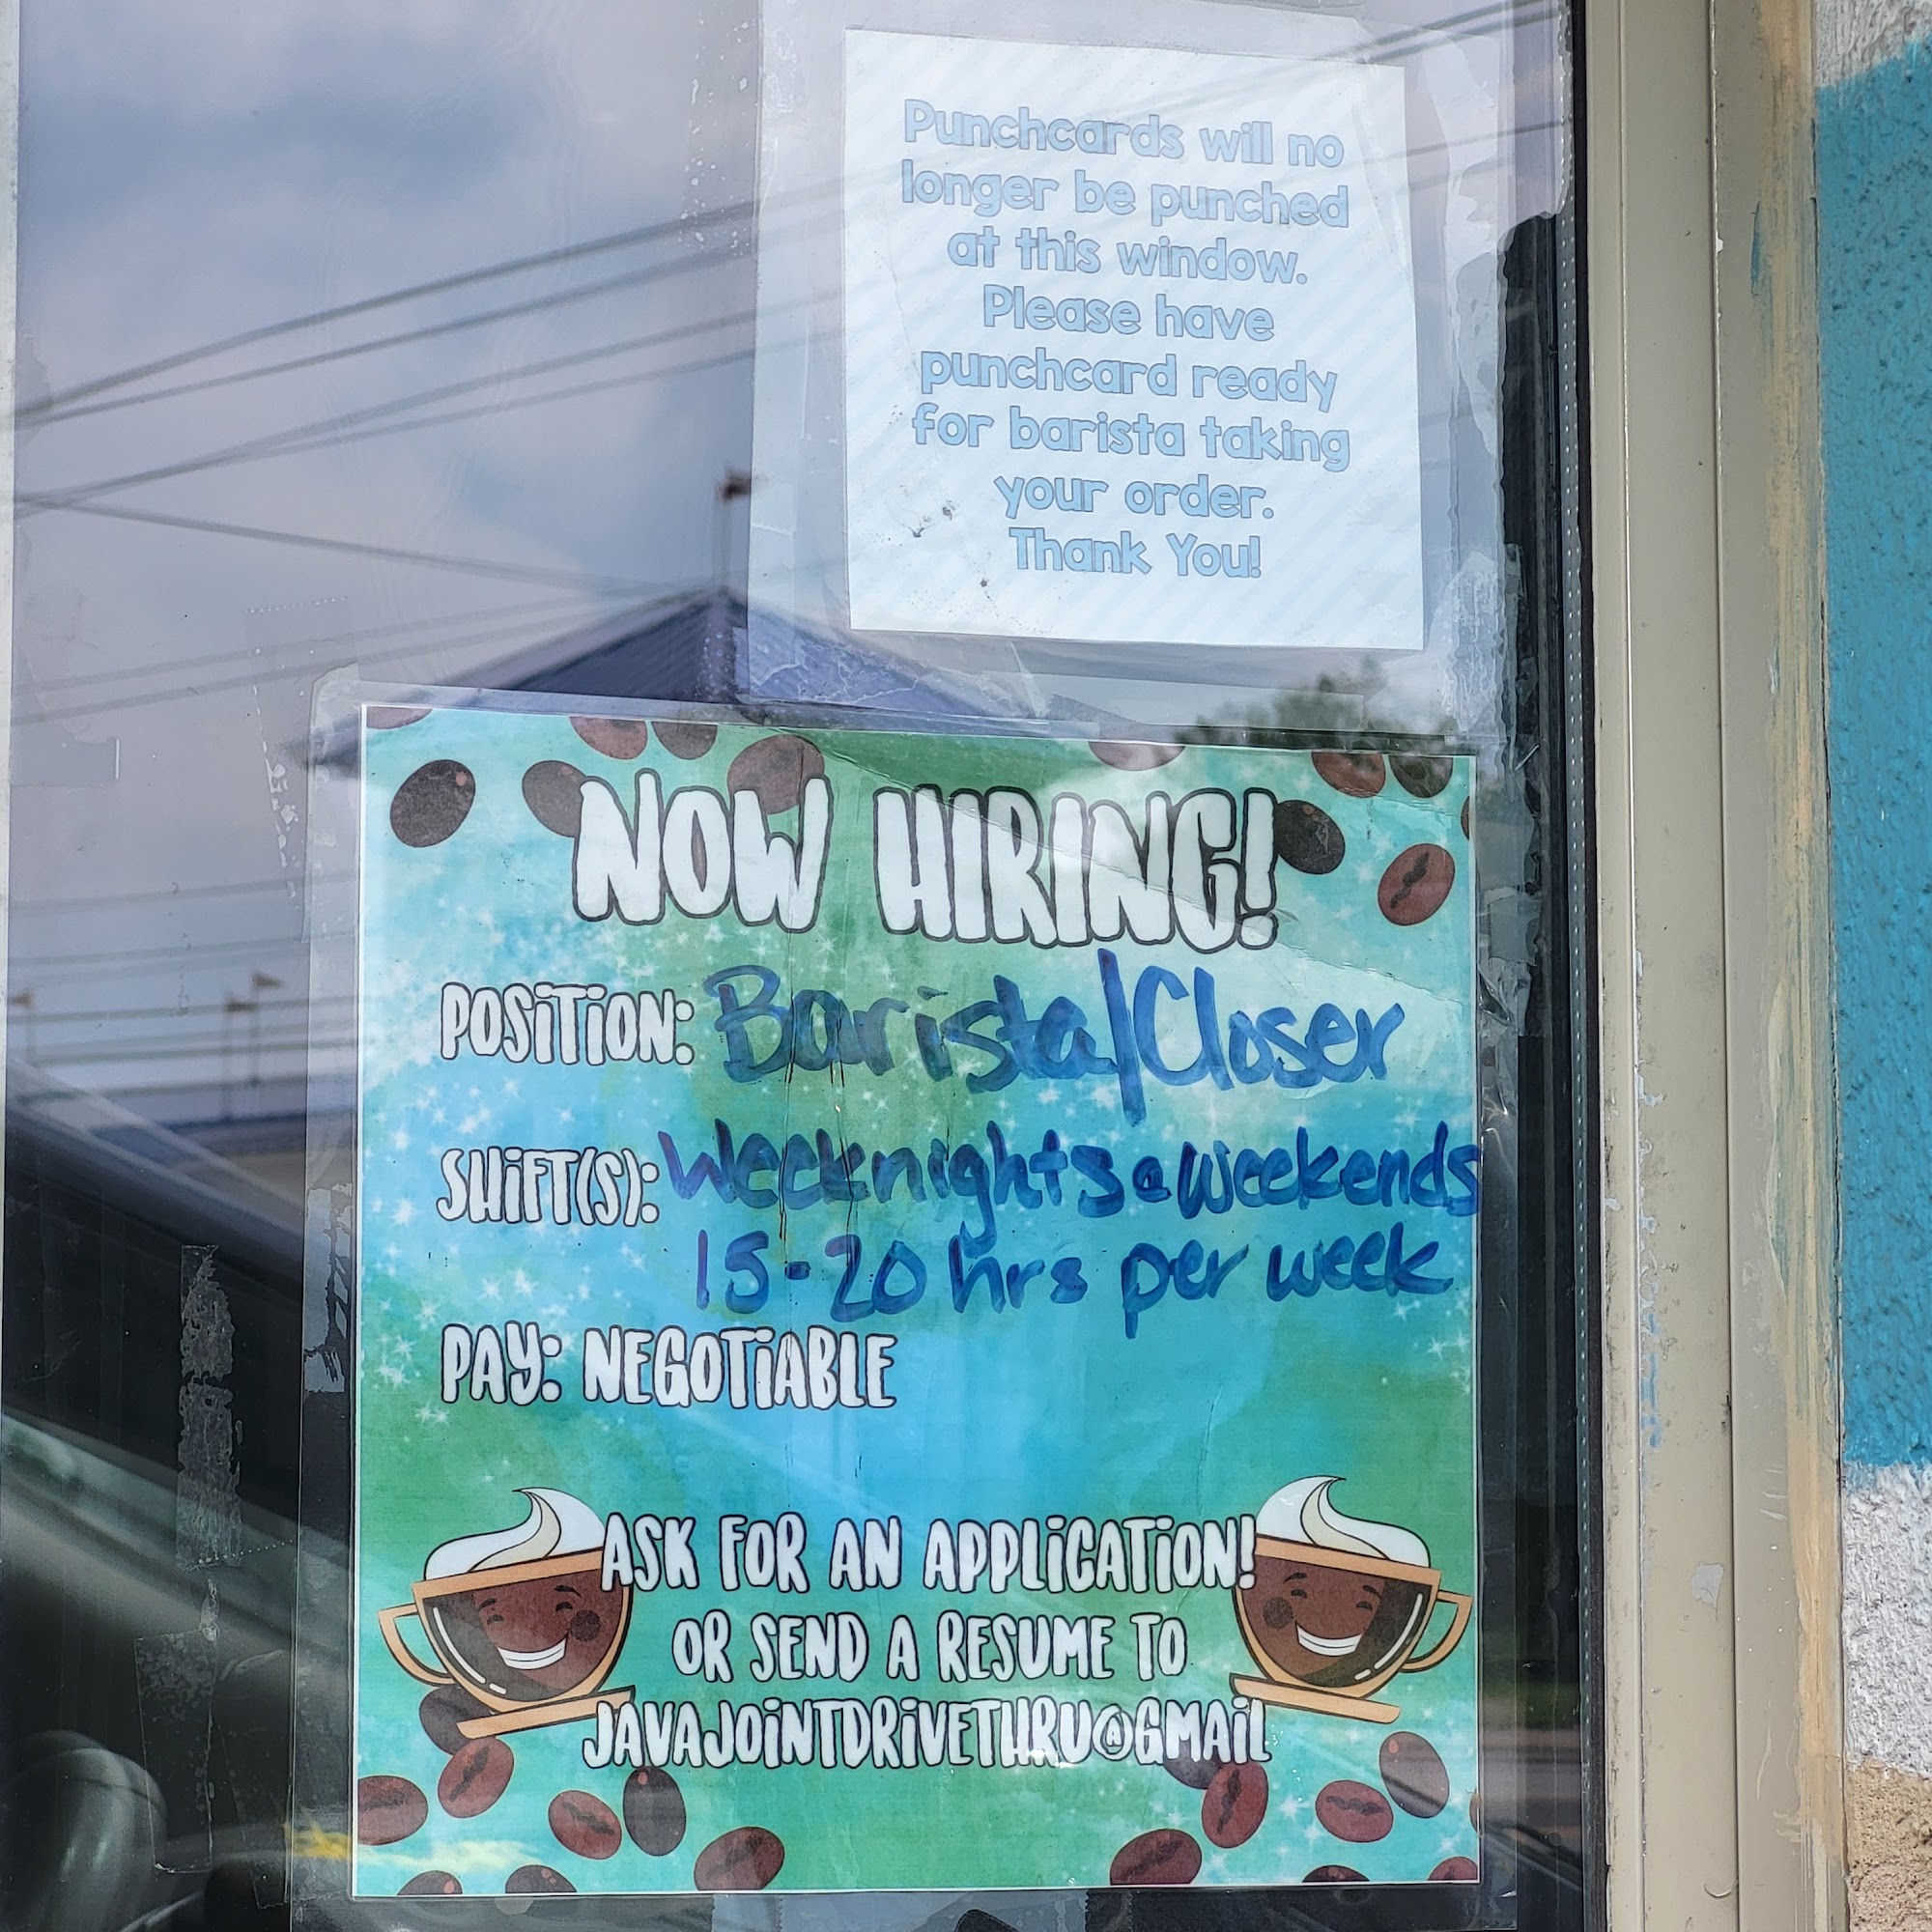 Punchcards will no
longer be punched
at this window.
Please have
punchcard ready
for barista taking
your order.
Thank You!
NOW HIRING!
POSITION: Barista/Closer
SHIFT(S): Weeknights & Weekends
15-20 hrs per week
PAY: NEGOTIABLE
ASK FOR AN APPLICATION!
OR SEND A RESUME TO
JAVAJOINTDRIVETHRU@GMAIL